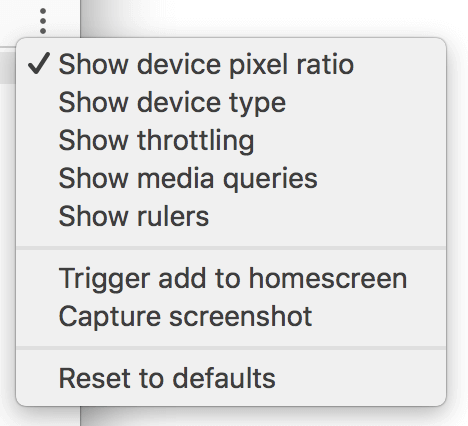 Show device pixel ratio
Show device type
Show throttling
Show media queries
Show rulers
Trigger add to homescreen
Capture screenshot
Reset to defaults